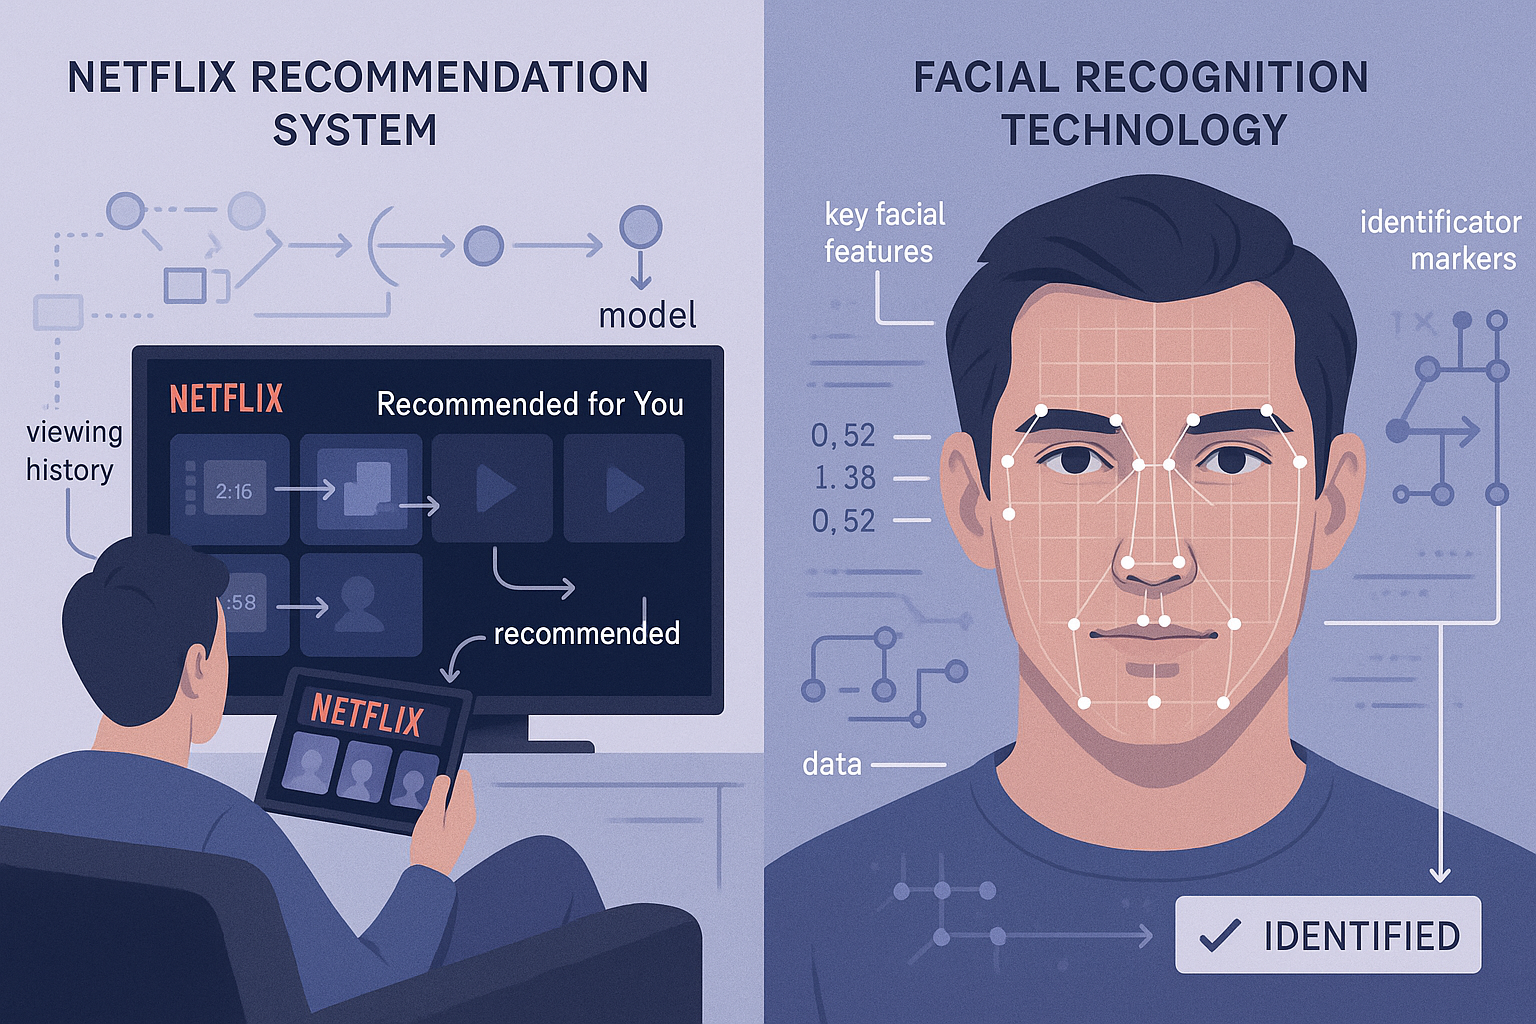 NETFLIX RECOMMENDATION
SYSTEM
model
viewing
history
NETFLIX
Recommended for You
2:16
:58
recommended
NETFLIX
FACIAL RECOGNITION
TECHNOLOGY
key facial
features
identificator
markers
1 X
0,52
1.38
0,52
data
IDENTIFIED